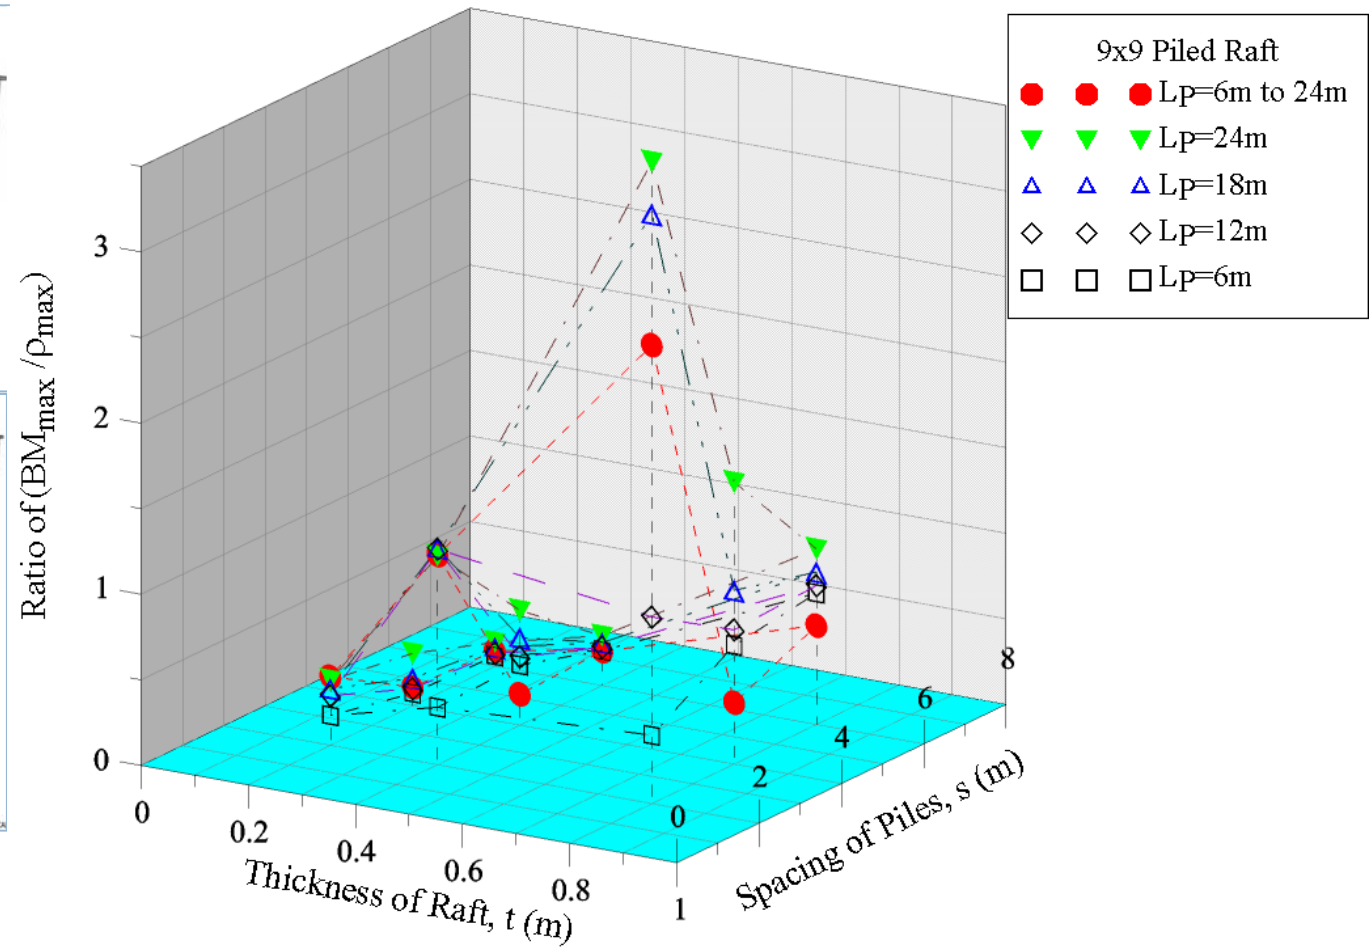 9x9 Piled Raft
LP=6m to 24m
LP=24m
LP=18m
LP=12m
LP=6m
Ratio of (BMmax /ρmax)
3
2
1
0
0
0.2
0.4
0.6
0.8
1
Thickness of Raft, t (m)
0
2
4
6
8
Spacing of Piles, s (m)